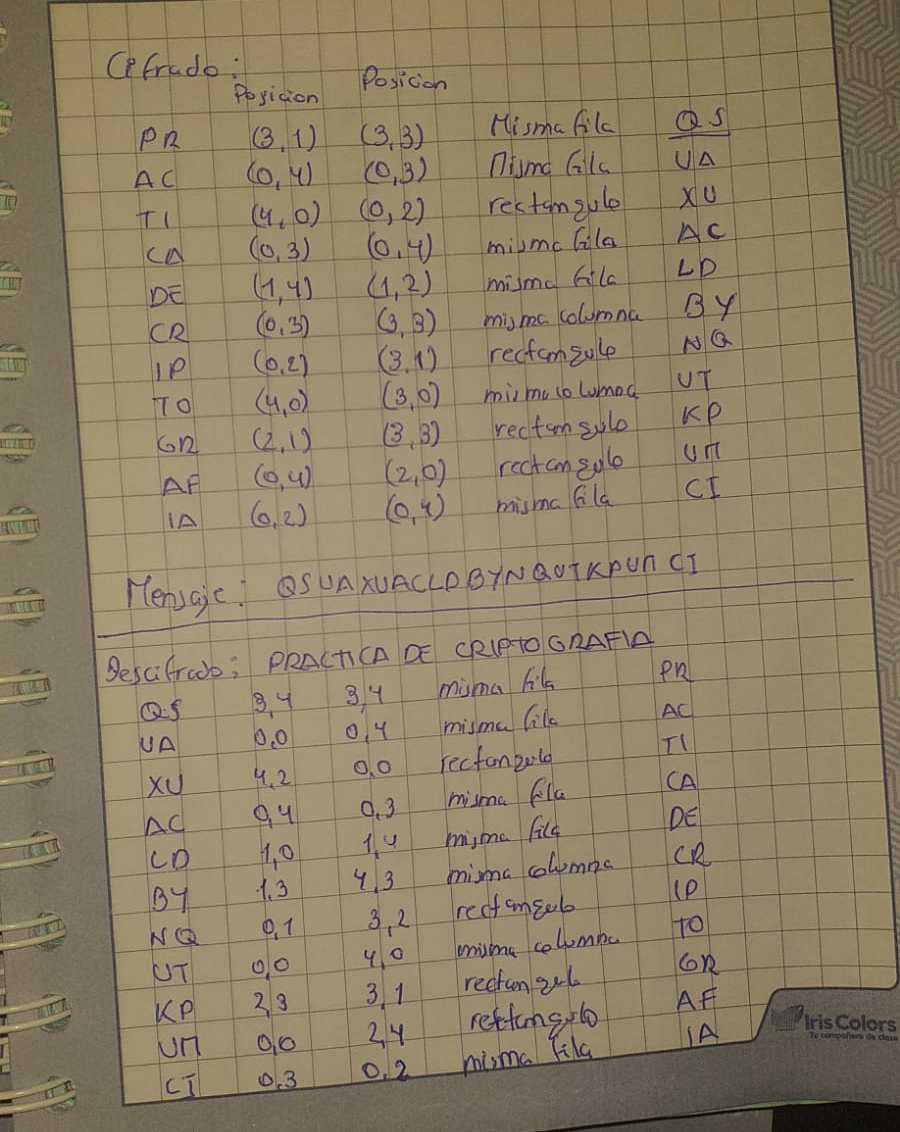 Cifrado:
Posicion Posicion
PR (3,1) (3,3) Misma fila QS
AC (0,4) (0,3) Misma fila UA
TI (4,0) (0,2) rectangulo XU
CA (0,3) (0,4) misma fila AC
DE (1,4) (1,2) misma fila LD
CR (0,3) (3,3) misma columna BY
IP (0,2) (3,1) rectangulo NQ
TO (4,0) (3,0) misma columna UT
GR (2,1) (3,3) rectangulo KP
AF (0,4) (2,0) rectangulo UM
IA (0,2) (0,4) misma fila CI
Mensaje: QSUAXUACLDBYNQUTKPUMCI
Descifrado: PRACTICA DE CRIPTOGRAFIA
QS 3,4 3,4 misma fila PR
UA 0,0 0,4 misma fila AC
XU 4,2 0,0 rectangulo TI
AC 0,4 0,3 misma fila CA
LD 1,0 1,4 misma fila DE
BY 1,3 4,3 misma columna CR
NQ 0,1 3,2 rectangulo IP
UT 0,0 4,0 misma columna TO
KP 2,3 3,1 rectangulo GR
UM 0,0 2,4 rectangulo AF
CI 0,3 0,2 misma fila IA
IrisColors
Tu compañero de clase